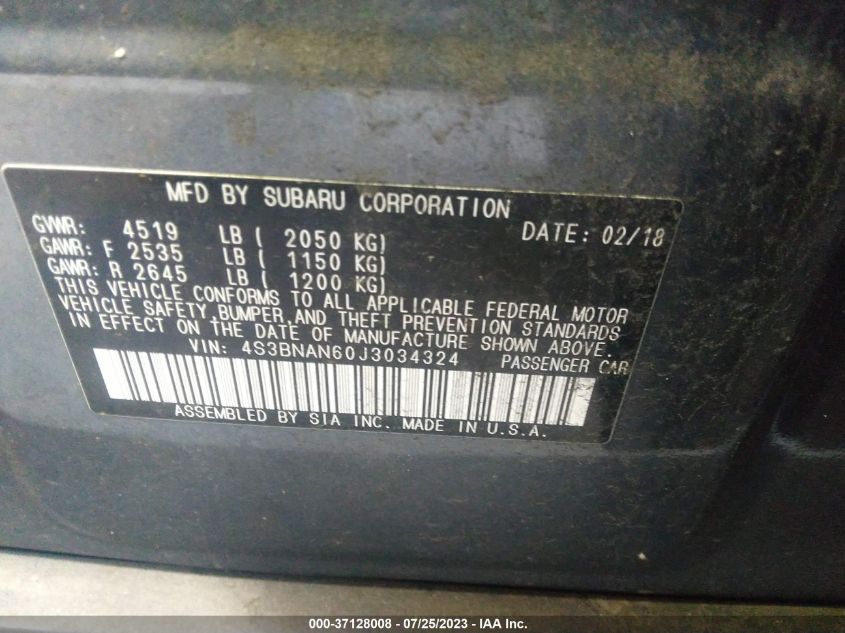 MFD BY SUBARU CORPORATION
GVWR: 4519 LB ( 2050 KG) DATE: 02/18
GAWR: F 2535 LB ( 1150 KG)
GAWR: R 2645 LB ( 1200 KG)
THIS VEHICLE CONFORMS TO ALL APPLICABLE FEDERAL MOTOR
VEHICLE SAFETY, BUMPER, AND THEFT PREVENTION STANDARDS
IN EFFECT ON THE DATE OF MANUFACTURE SHOWN ABOVE.
VIN: 4S3BNAN60J3034324 PASSENGER CAR
ASSEMBLED BY SIA INC. MADE IN U.S.A.
000-37128008 - 07/25/2023 - IAA Inc.